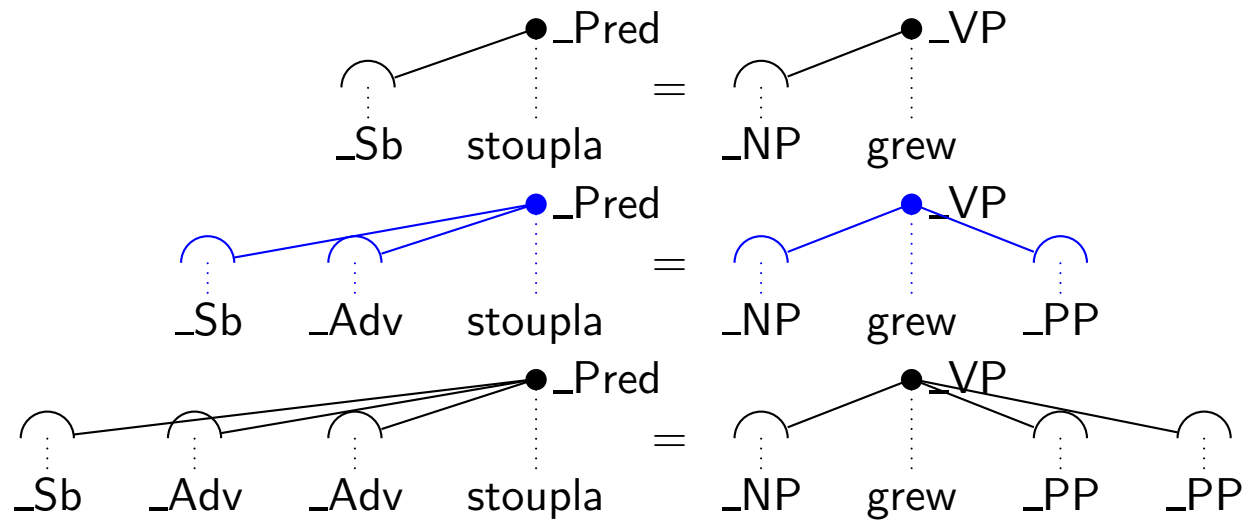 _Pred = _VP
_Sb stoupla _NP grew
_Pred = _VP
_Sb _Adv stoupla _NP grew _PP
_Pred = _VP
_Sb _Adv _Adv stoupla _NP grew _PP _PP